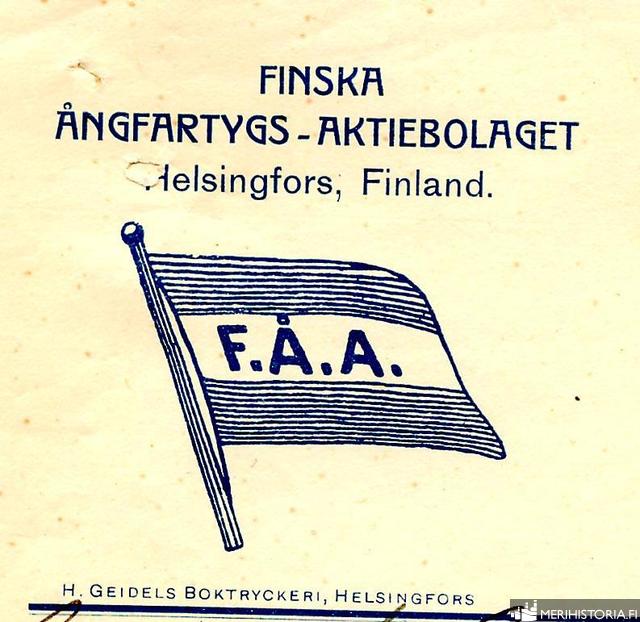 FINSKA
ÅNGFARTYGS-AKTIEBOLAGET
Helsingfors, Finland.
F.Å.A.
H. GEIDELS BOKTRYCKERI, HELSINGFORS
MERIHISTORIA.FI